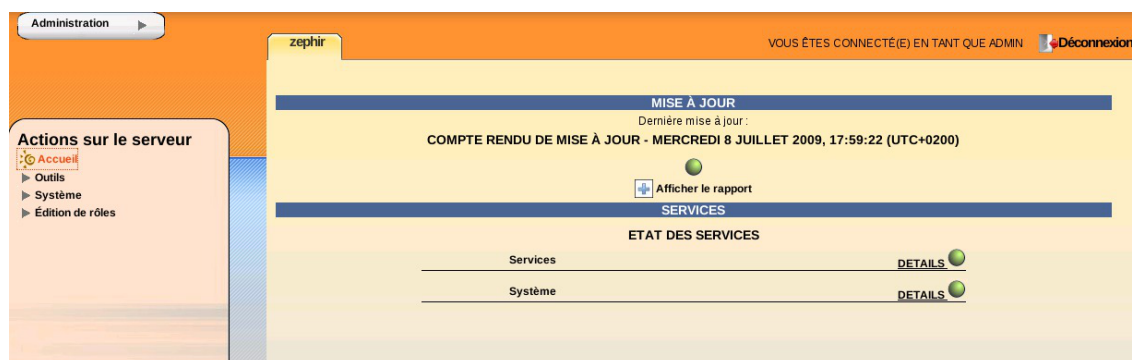 Administration
zephir
VOUS ÊTES CONNECTÉ(E) EN TANT QUE ADMIN
Déconnexion
Actions sur le serveur
Accueil
Outils
Système
Édition de rôles
MISE À JOUR
Dernière mise à jour :
COMPTE RENDU DE MISE À JOUR - MERCREDI 8 JUILLET 2009, 17:59:22 (UTC+0200)
Afficher le rapport
SERVICES
ETAT DES SERVICES
Services DETAILS
Système DETAILS